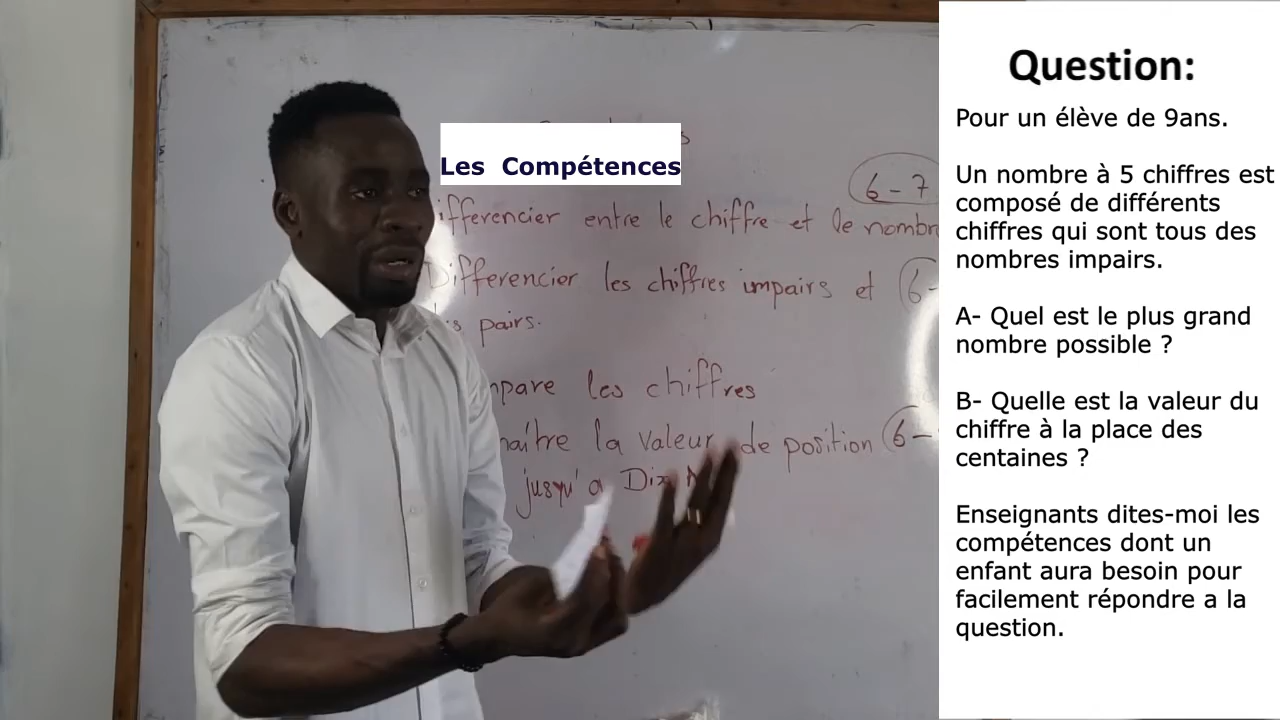 Les Compétences
6-7
ifferencier entre le chiffre et le nombr
Differencier les chiffres impairs et
pairs.
les chiffres
la valeur de position
jusqu'a Dix
Question:
Pour un élève de 9ans.
Un nombre à 5 chiffres est
composé de différents
chiffres qui sont tous des
nombres impairs.
A- Quel est le plus grand
nombre possible ?
B- Quelle est la valeur du
chiffre à la place des
centaines ?
Enseignants dites-moi les
compétences dont un
enfant aura besoin pour
facilement répondre a la
question.